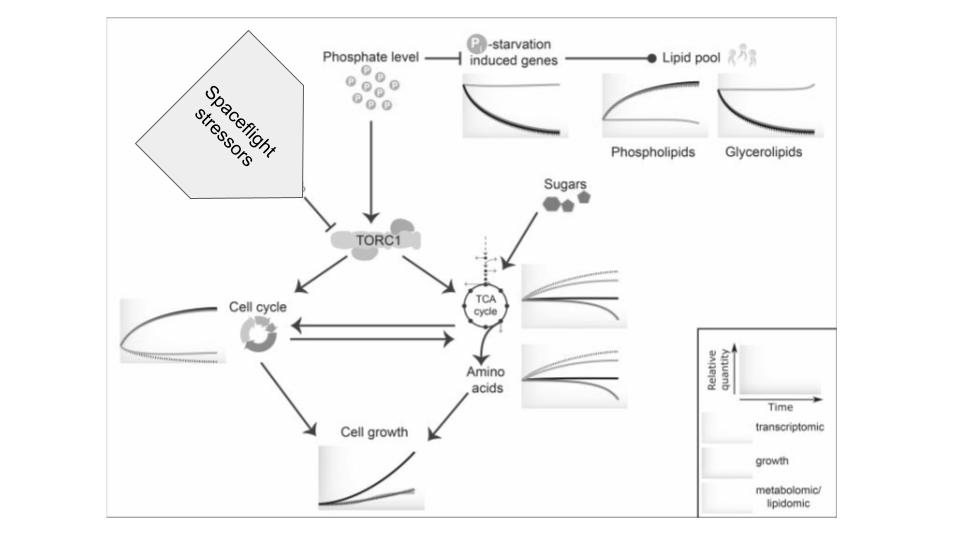 Spaceflight
stressors
Phosphate level
P
P
P
P
P
P
P
P
P
Pi-starvation
induced genes
Lipid pool
Phospholipids
Glycerolipids
Sugars
TORC1
Cell cycle
TCA
cycle
Amino
acids
Cell growth
Relative
quantity
Time
transcriptomic
growth
metabolomic/
lipidomic